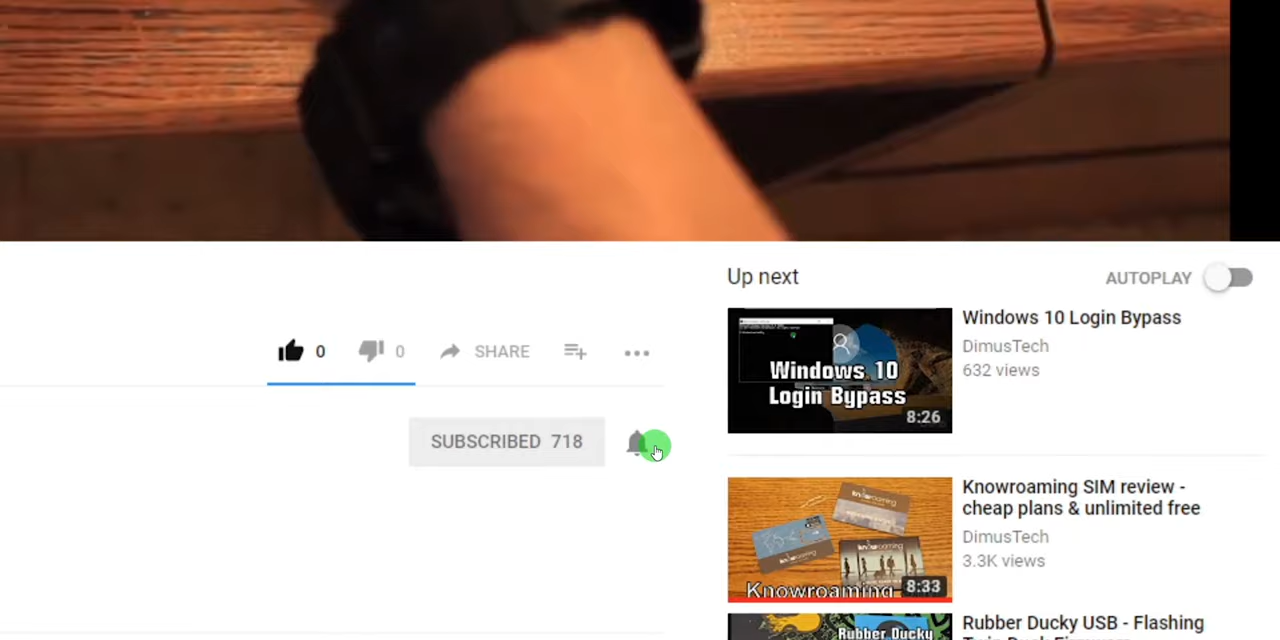 Up next
AUTOPLAY
Windows 10
Login Bypass
8:26
Windows 10 Login Bypass
DimusTech
632 views
0
0
SHARE
SUBSCRIBED 718
Knowroaming
8:33
Knowroaming SIM review -
cheap plans & unlimited free
DimusTech
3.3K views
Rubber Ducky
Rubber Ducky USB - Flashing